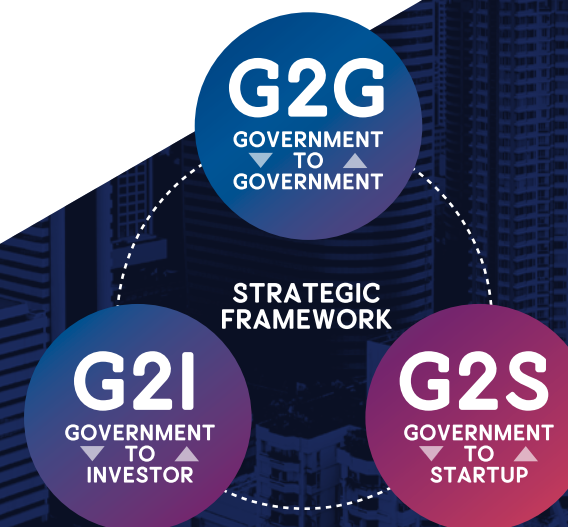 G2G
GOVERNMENT
TO
GOVERNMENT
STRATEGIC
FRAMEWORK
G2I
GOVERNMENT
TO
INVESTOR
G2S
GOVERNMENT
TO
STARTUP